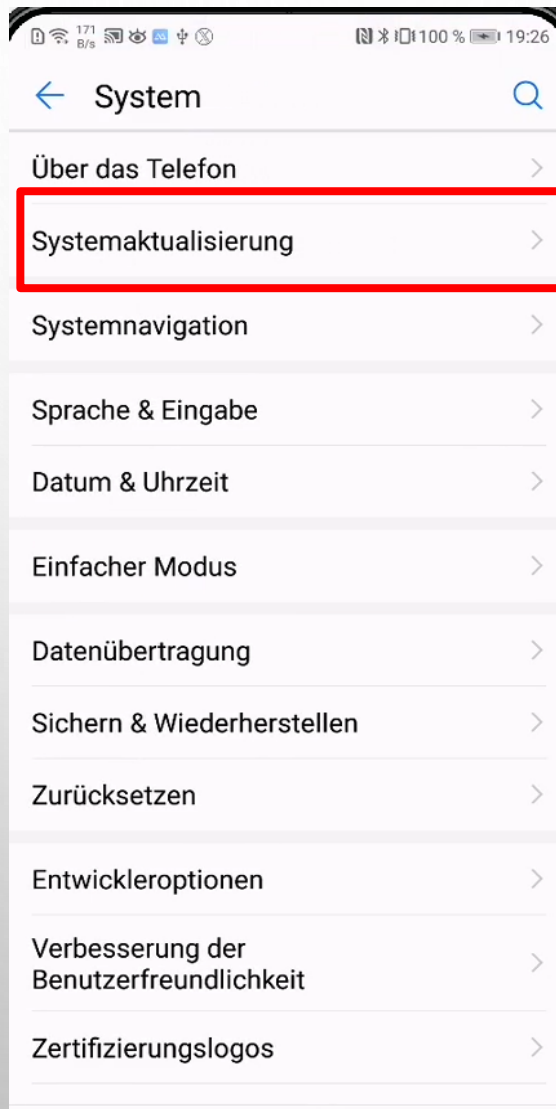 171 B/s 100 % 19:26
System
Über das Telefon
Systemaktualisierung
Systemnavigation
Sprache & Eingabe
Datum & Uhrzeit
Einfacher Modus
Datenübertragung
Sichern & Wiederherstellen
Zurücksetzen
Entwickleroptionen
Verbesserung der
Benutzerfreundlichkeit
Zertifizierungslogos